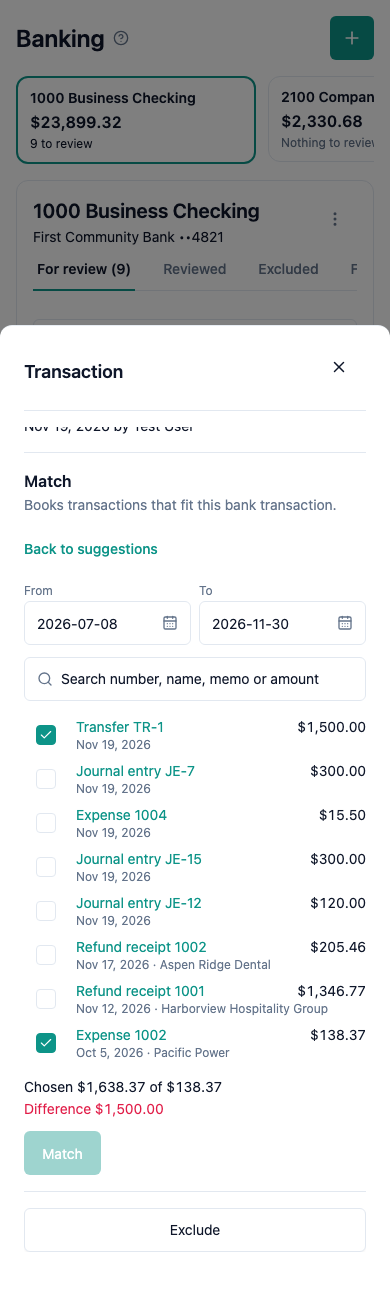 Banking
1000 Business Checking
$23,899.32
9 to review
2100 Compan
$2,330.68
Nothing to review
1000 Business Checking
First Community Bank ••4821
For review (9)
Reviewed
Excluded
F
Transaction
Nov 19, 2026 by Test User
Match
Books transactions that fit this bank transaction.
Back to suggestions
From
To
2026-07-08
2026-11-30
Search number, name, memo or amount
Transfer TR-1 $1,500.00
Nov 19, 2026
Journal entry JE-7 $300.00
Nov 19, 2026
Expense 1004 $15.50
Nov 19, 2026
Journal entry JE-15 $300.00
Nov 19, 2026
Journal entry JE-12 $120.00
Nov 19, 2026
Refund receipt 1002 $205.46
Nov 17, 2026 · Aspen Ridge Dental
Refund receipt 1001 $1,346.77
Nov 12, 2026 · Harborview Hospitality Group
Expense 1002 $138.37
Oct 5, 2026 · Pacific Power
Chosen $1,638.37 of $138.37
Difference $1,500.00
Match
Exclude